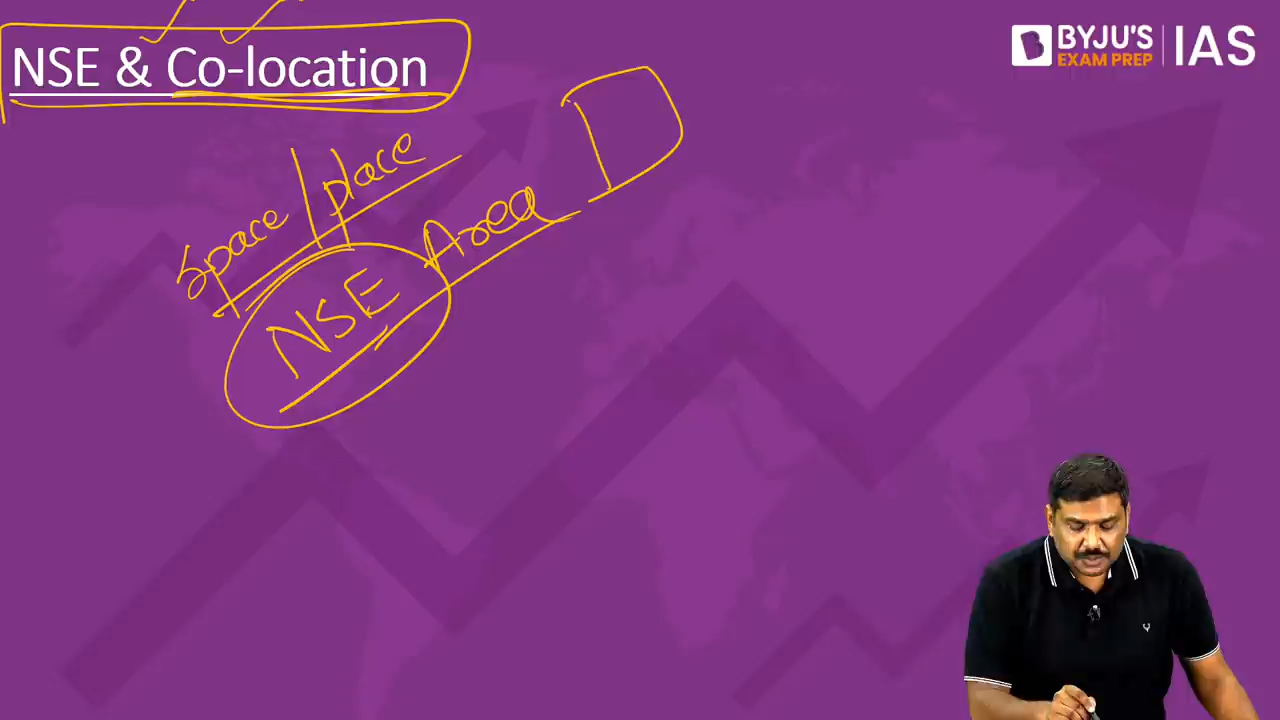 NSE & Co-location
BYJU'S
EXAM PREP
IAS
Space/place
NSE Area